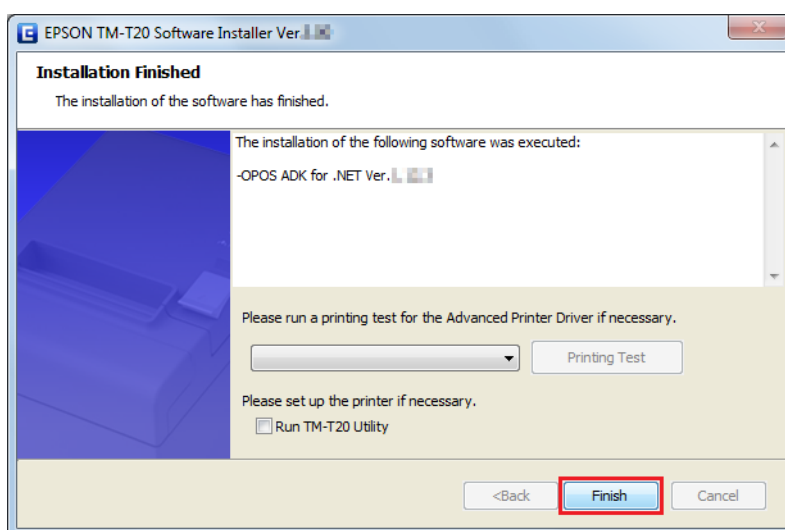 EPSON TM-T20 Software Installer Ver.
Installation Finished
The installation of the software has finished.
The installation of the following software was executed:
-OPOS ADK for .NET Ver.
Please run a printing test for the Advanced Printer Driver if necessary.
Printing Test
Please set up the printer if necessary.
Run TM-T20 Utility
<Back
Finish
Cancel